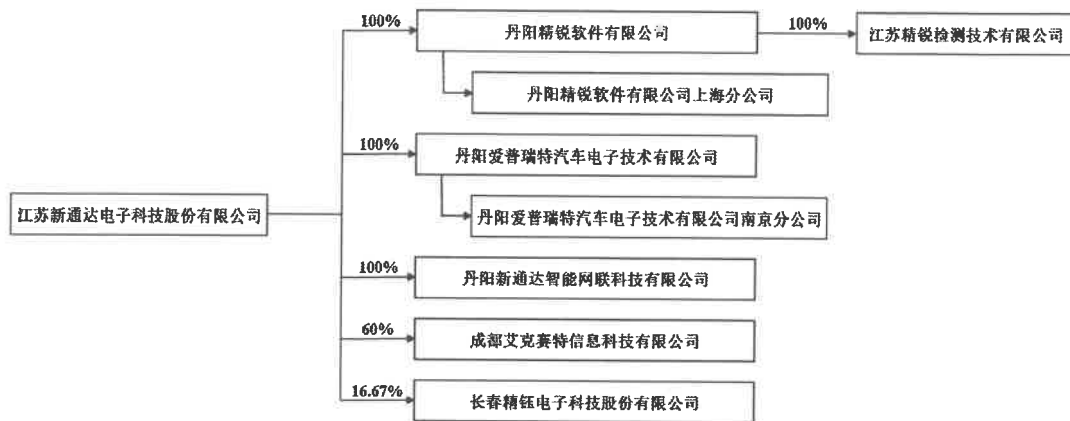 100%
丹阳精锐软件有限公司
100%
江苏精锐检测技术有限公司
丹阳精锐软件有限公司上海分公司
100%
丹阳爱普瑞特汽车电子技术有限公司
江苏新通达电子科技股份有限公司
丹阳爱普瑞特汽车电子技术有限公司南京分公司
100%
丹阳新通达智能网联科技有限公司
60%
成都艾克赛特信息科技有限公司
16.67%
长春精钰电子科技股份有限公司